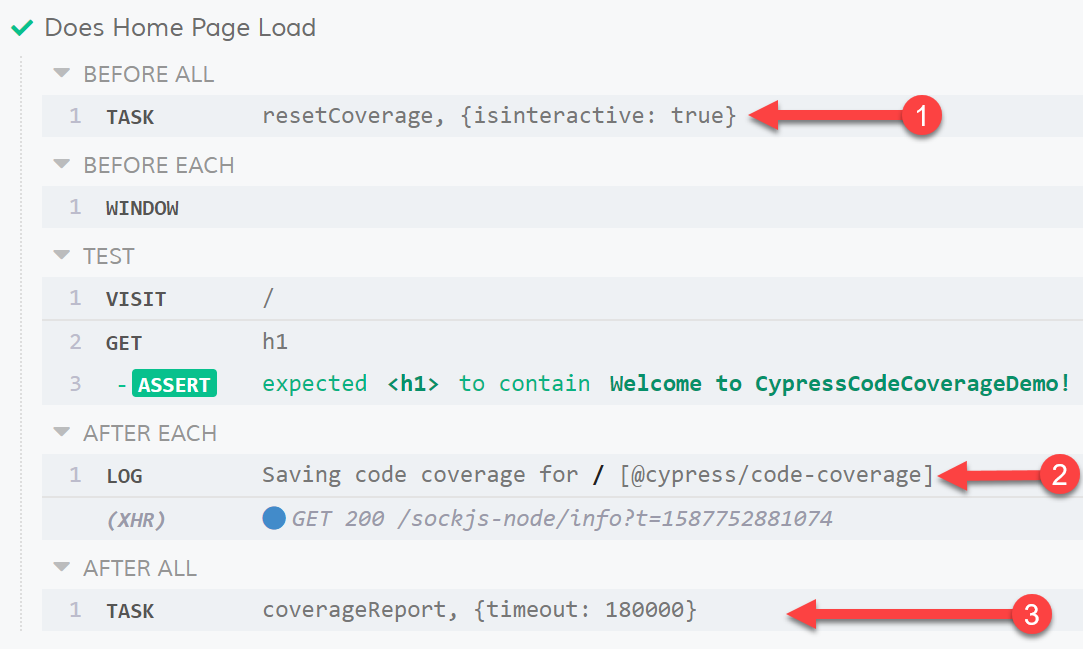 Does Home Page Load
BEFORE ALL
1 TASK resetCoverage, {isinteractive: true} 1
BEFORE EACH
1 WINDOW
TEST
1 VISIT /
2 GET h1
3 -ASSERT expected <h1> to contain Welcome to CypressCodeCoverageDemo!
AFTER EACH
1 LOG Saving code coverage for / [@cypress/code-coverage] 2
(XHR) GET 200 /sockjs-node/info?t=1587752881074
AFTER ALL
1 TASK coverageReport, {timeout: 180000} 3